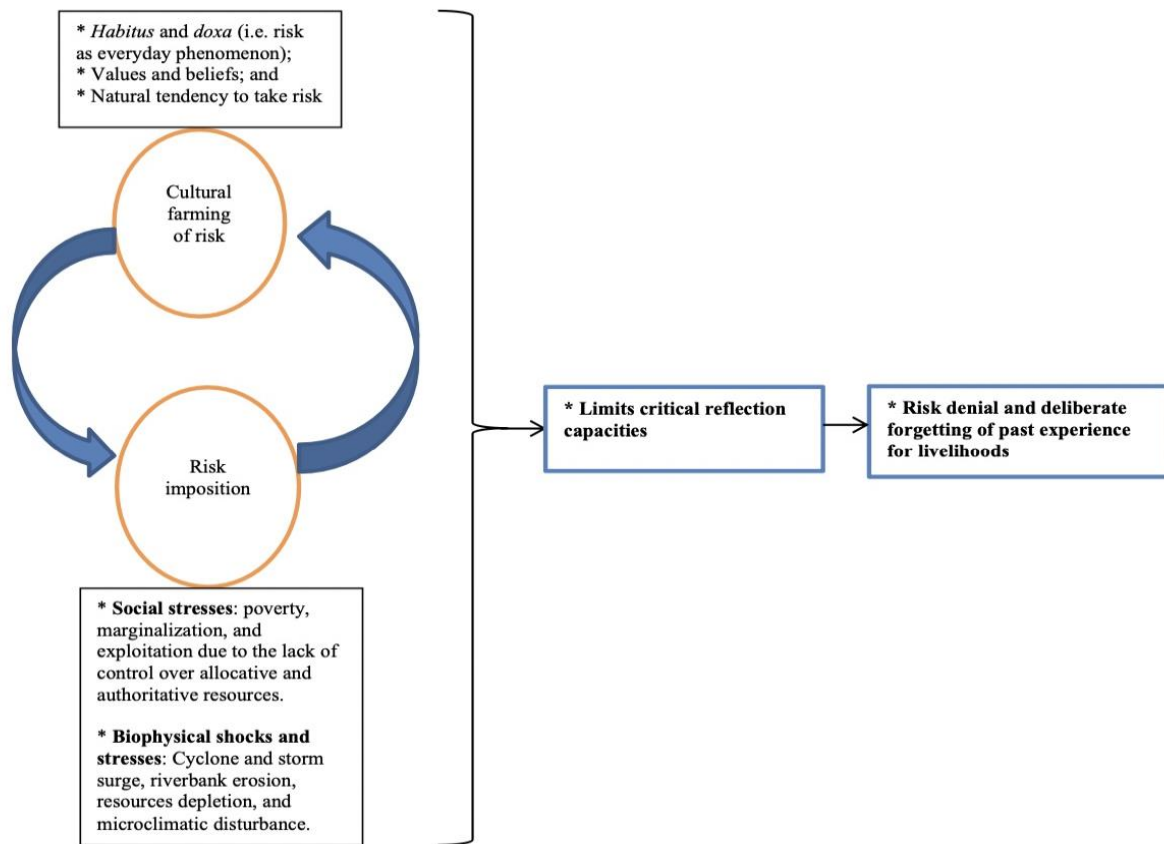 * Habitus and doxa (i.e. risk
as everyday phenomenon);
* Values and beliefs; and
* Natural tendency to take risk
Cultural
farming
of risk
Risk
imposition
* Social stresses: poverty,
marginalization, and
exploitation due to the lack of
control over allocative and
authoritative resources.
* Biophysical shocks and
stresses: Cyclone and storm
surge, riverbank erosion,
resources depletion, and
microclimatic disturbance.
* Limits critical reflection
capacities
* Risk denial and deliberate
forgetting of past experience
for livelihoods